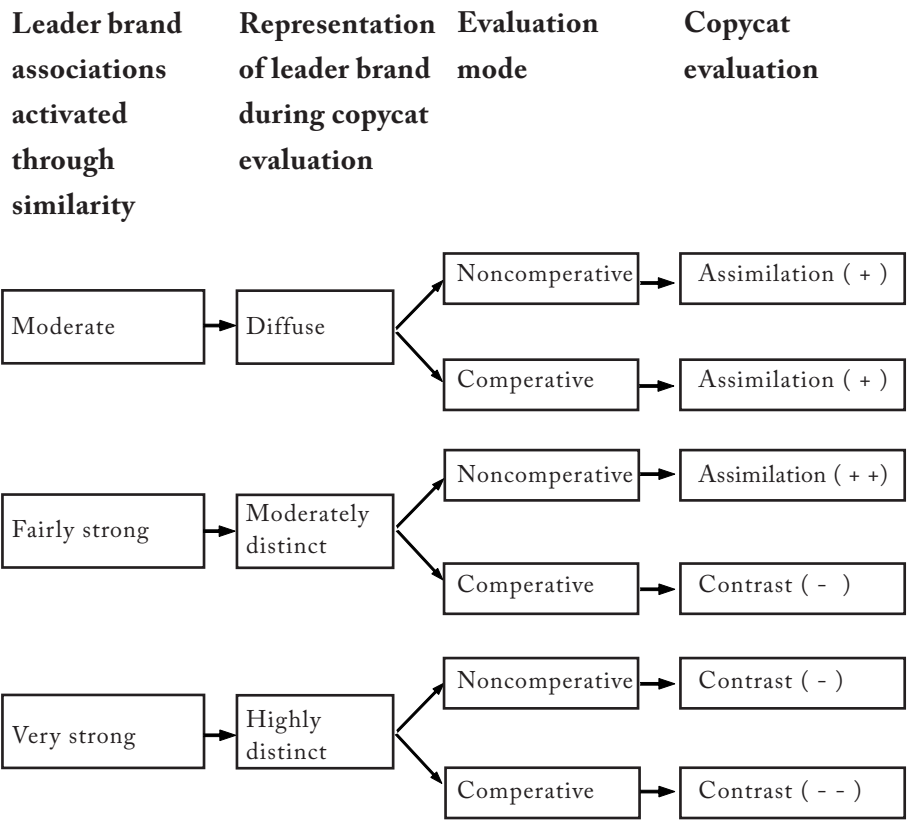 Leader brand
associations
activated
through
similarity
Representation
of leader brand
during copycat
evaluation
Evaluation
mode
Copycat
evaluation
Moderate
Diffuse
Noncomperative
Assimilation ( + )
Comperative
Assimilation ( + )
Fairly strong
Moderately
distinct
Noncomperative
Assimilation ( + +)
Comperative
Contrast ( -  )
Very strong
Highly
distinct
Noncomperative
Contrast ( - )
Comperative
Contrast ( - - )